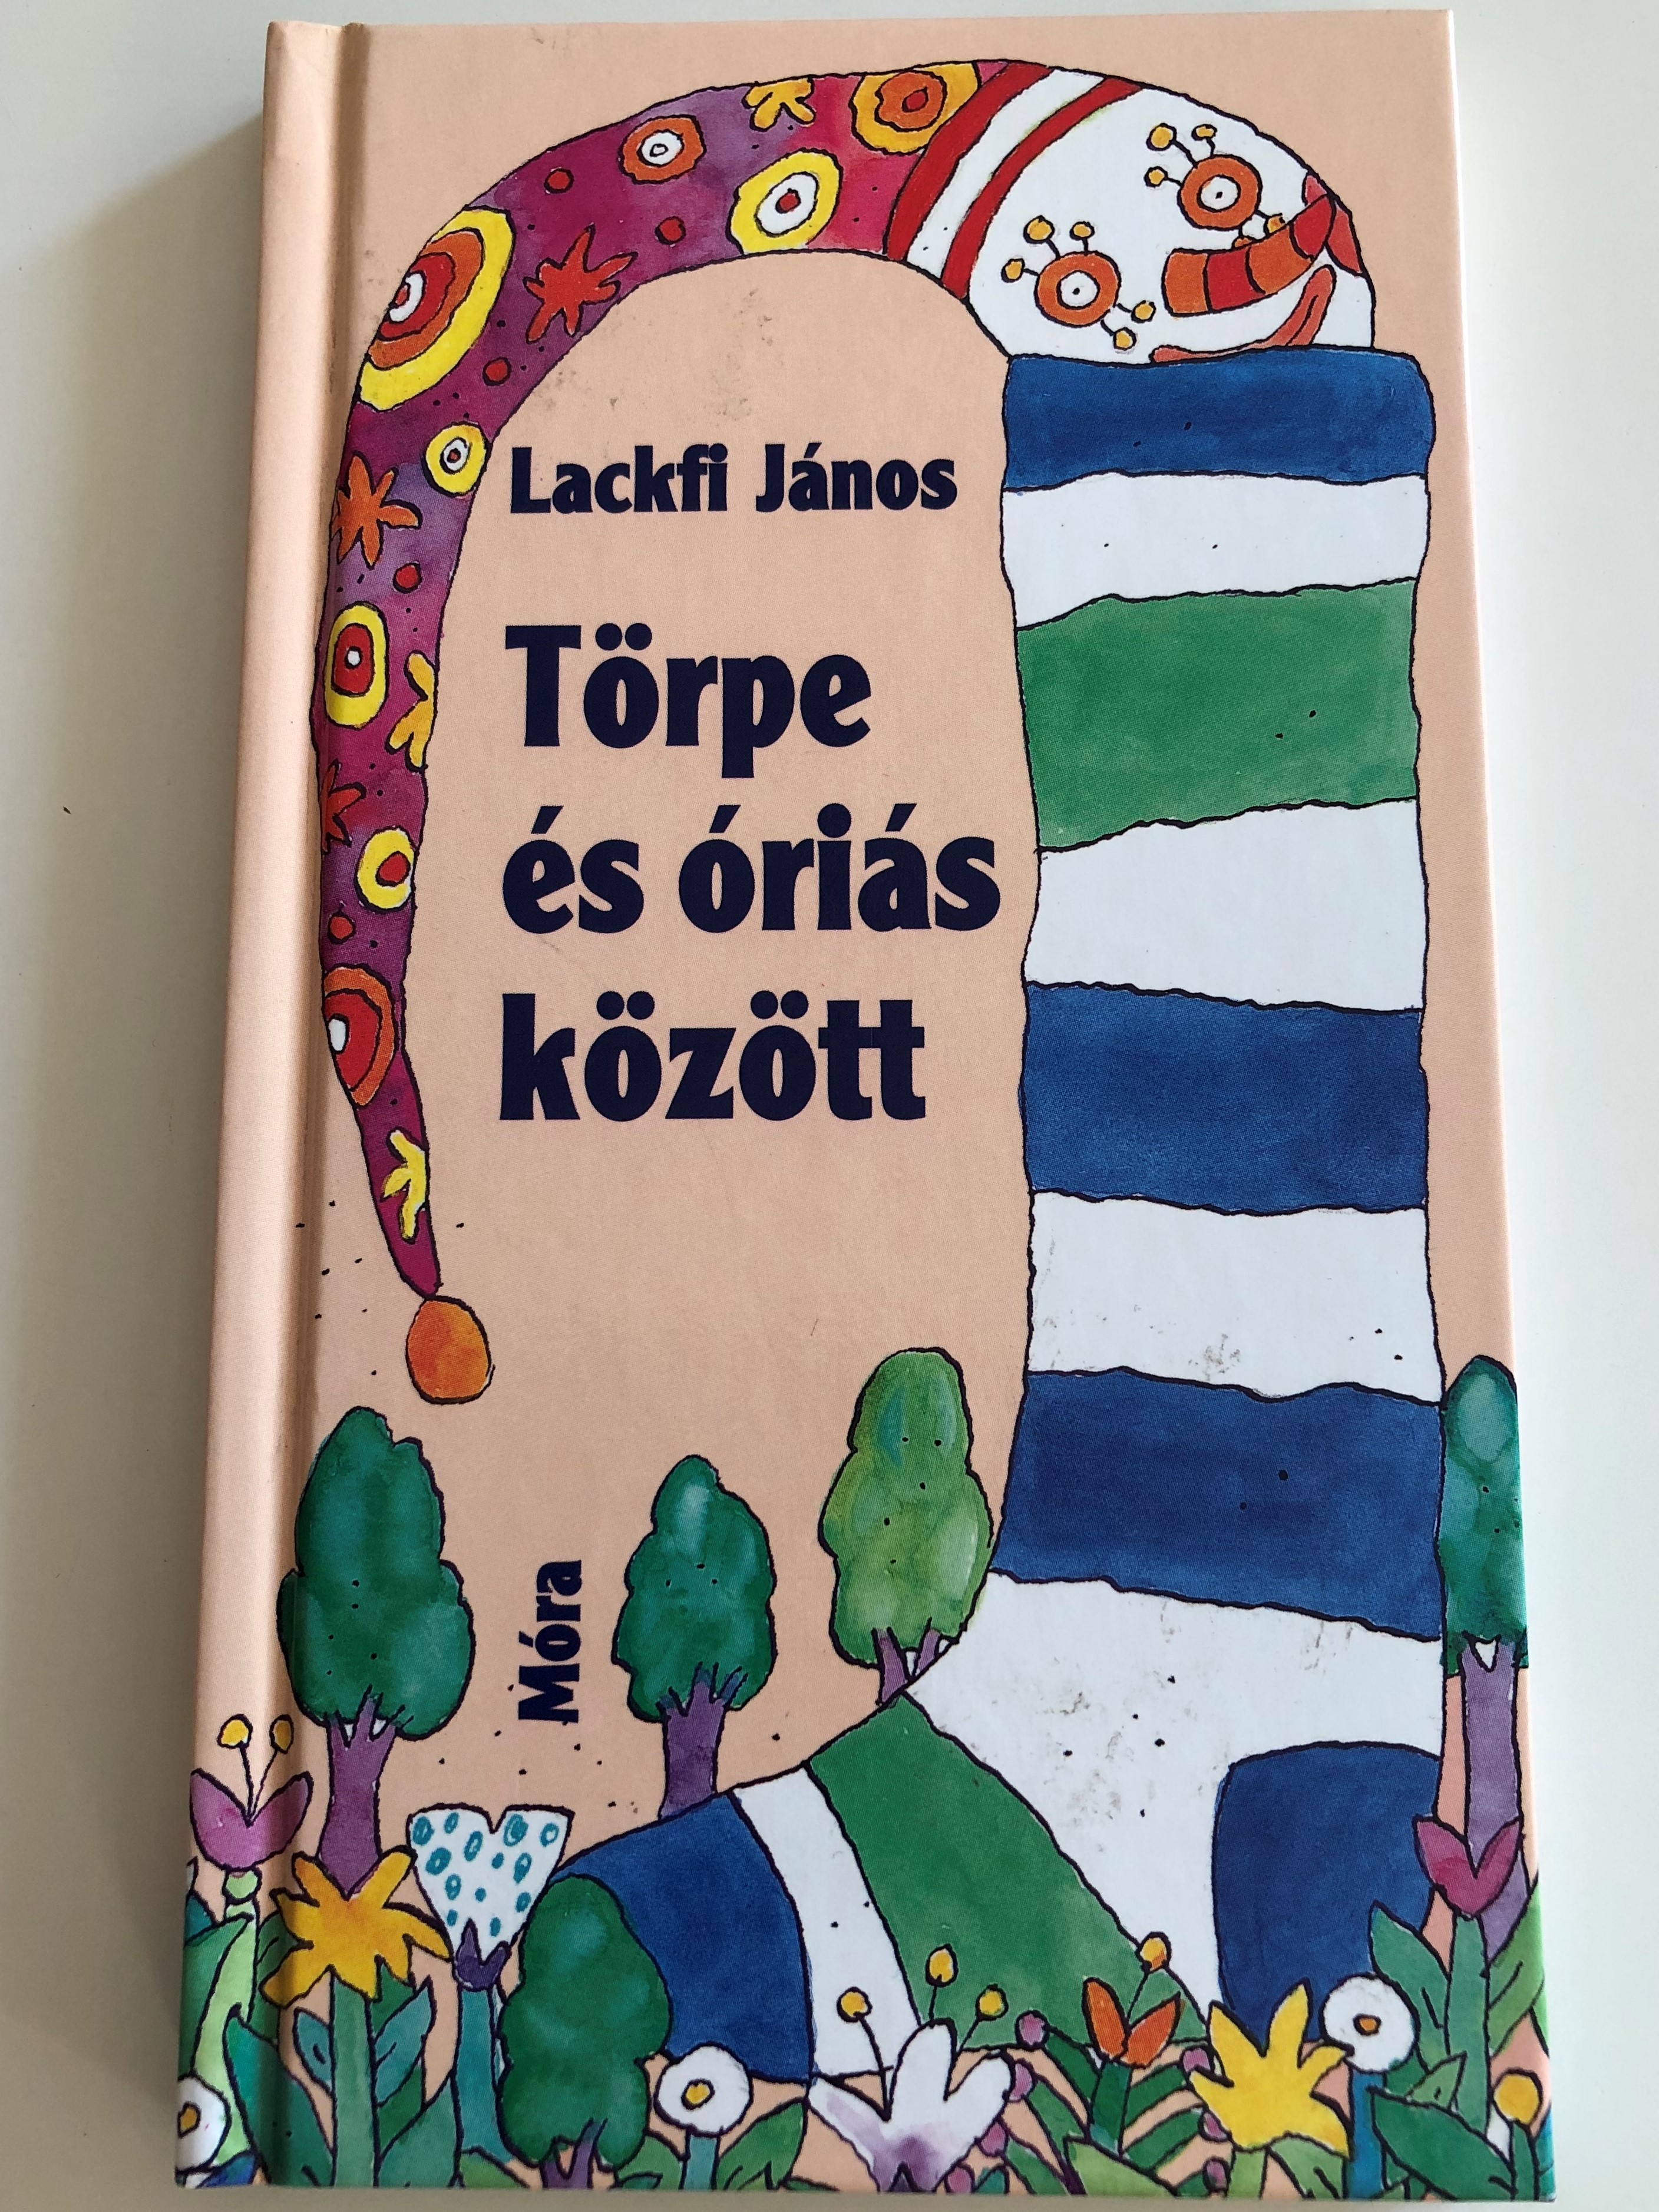 Lackfi János
Törpe
és óriás
között
Móra